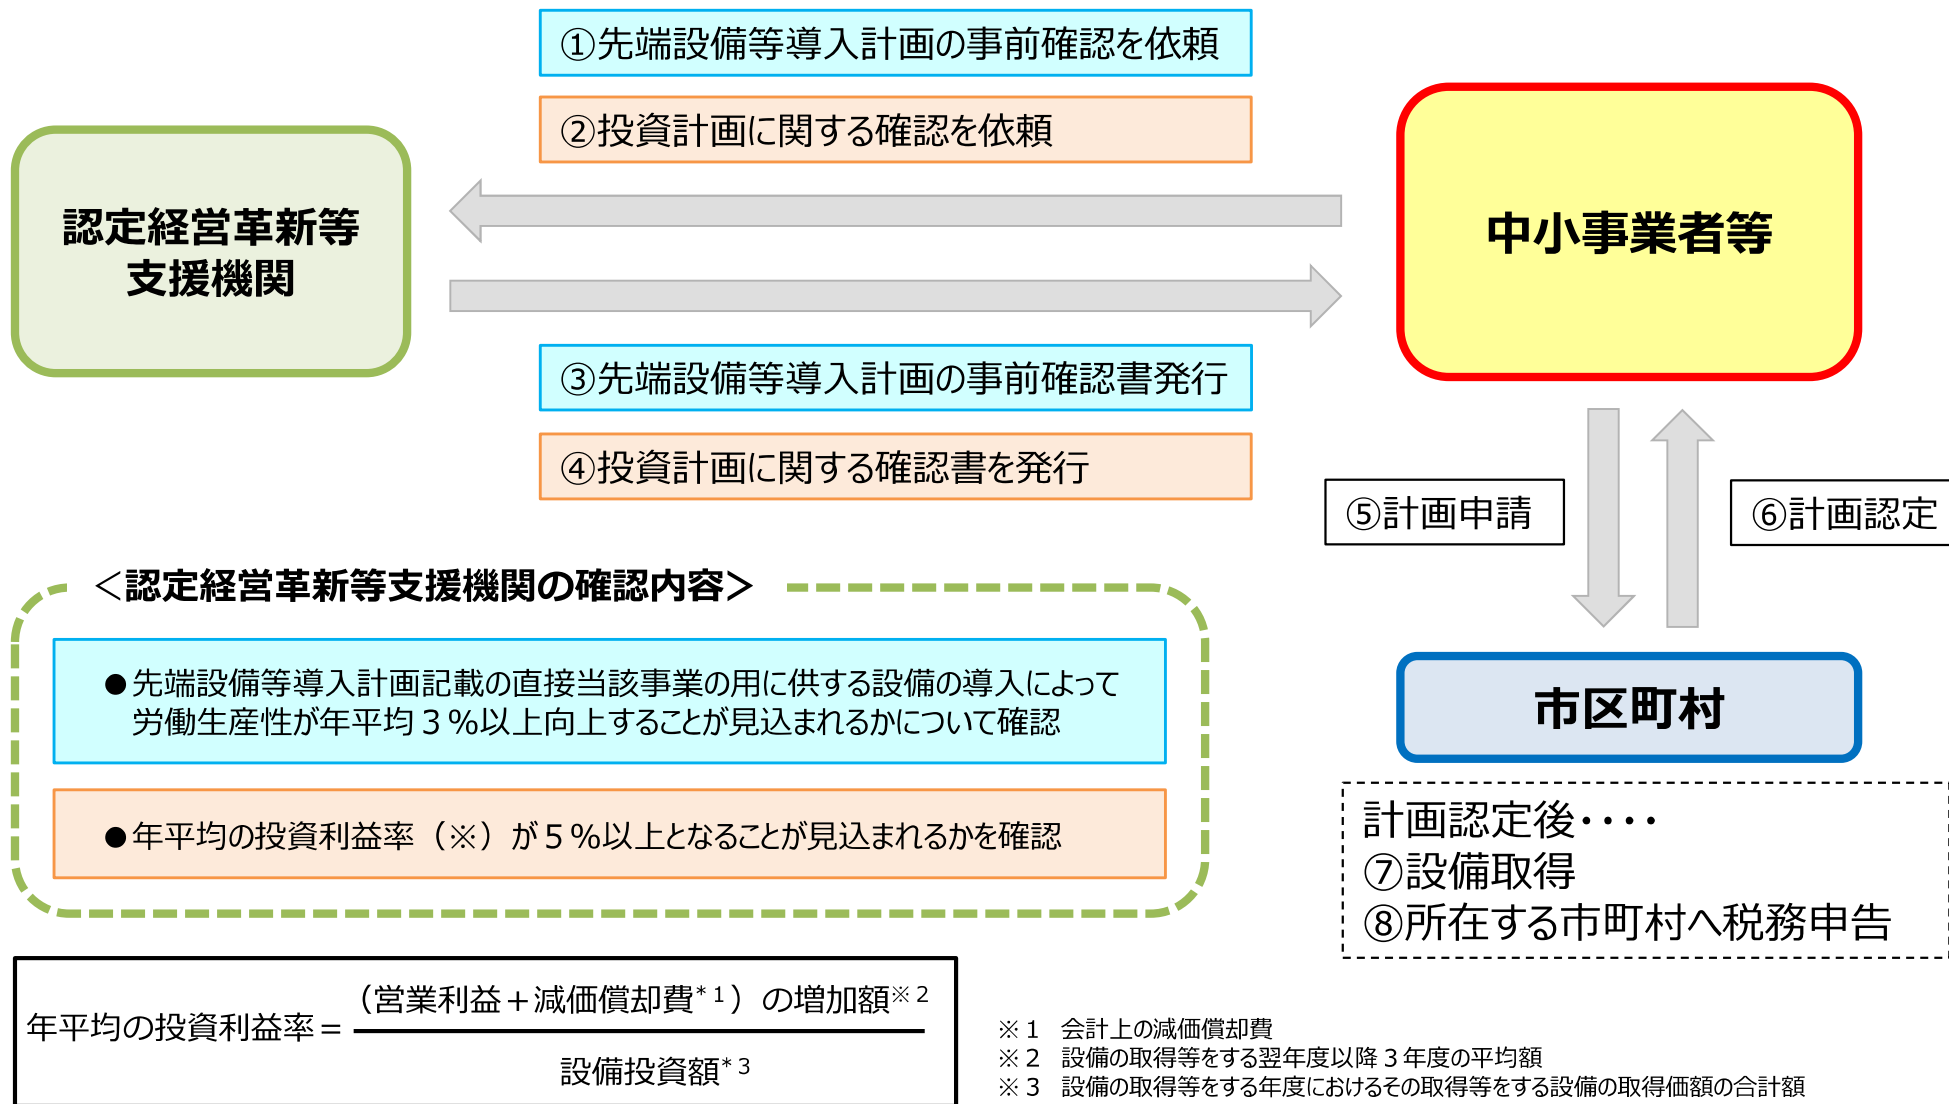 ①先端設備等導入計画の事前確認を依頼
②投資計画に関する確認を依頼
認定経営革新等
支援機関
中小事業者等
③先端設備等導入計画の事前確認書発行
④投資計画に関する確認書を発行
⑤計画申請
⑥計画認定
＜認定経営革新等支援機関の確認内容＞
●先端設備等導入計画記載の直接当該事業の用に供する設備の導入によって
労働生産性が年平均３％以上向上することが見込まれるかについて確認
●年平均の投資利益率（※）が５％以上となることが見込まれるかを確認
市区町村
計画認定後・・・・
⑦設備取得
⑧所在する市町村へ税務申告
（営業利益＋減価償却費*１）の増加額※２
年平均の投資利益率＝
設備投資額*３
※１　会計上の減価償却費
※２　設備の取得等をする翌年度以降３年度の平均額
※３　設備の取得等をする年度におけるその取得等をする設備の取得価額の合計額